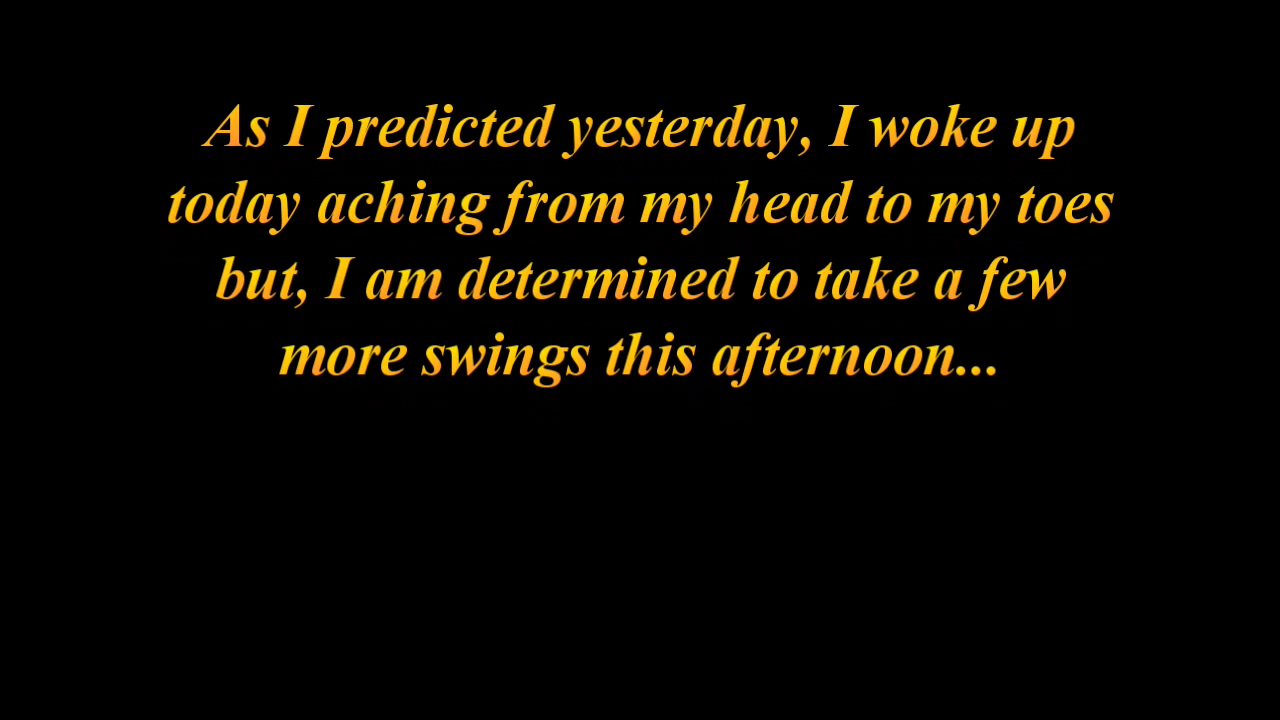 As I predicted yesterday, I woke up
today aching from my head to my toes
but, I am determined to take a few
more swings this afternoon...